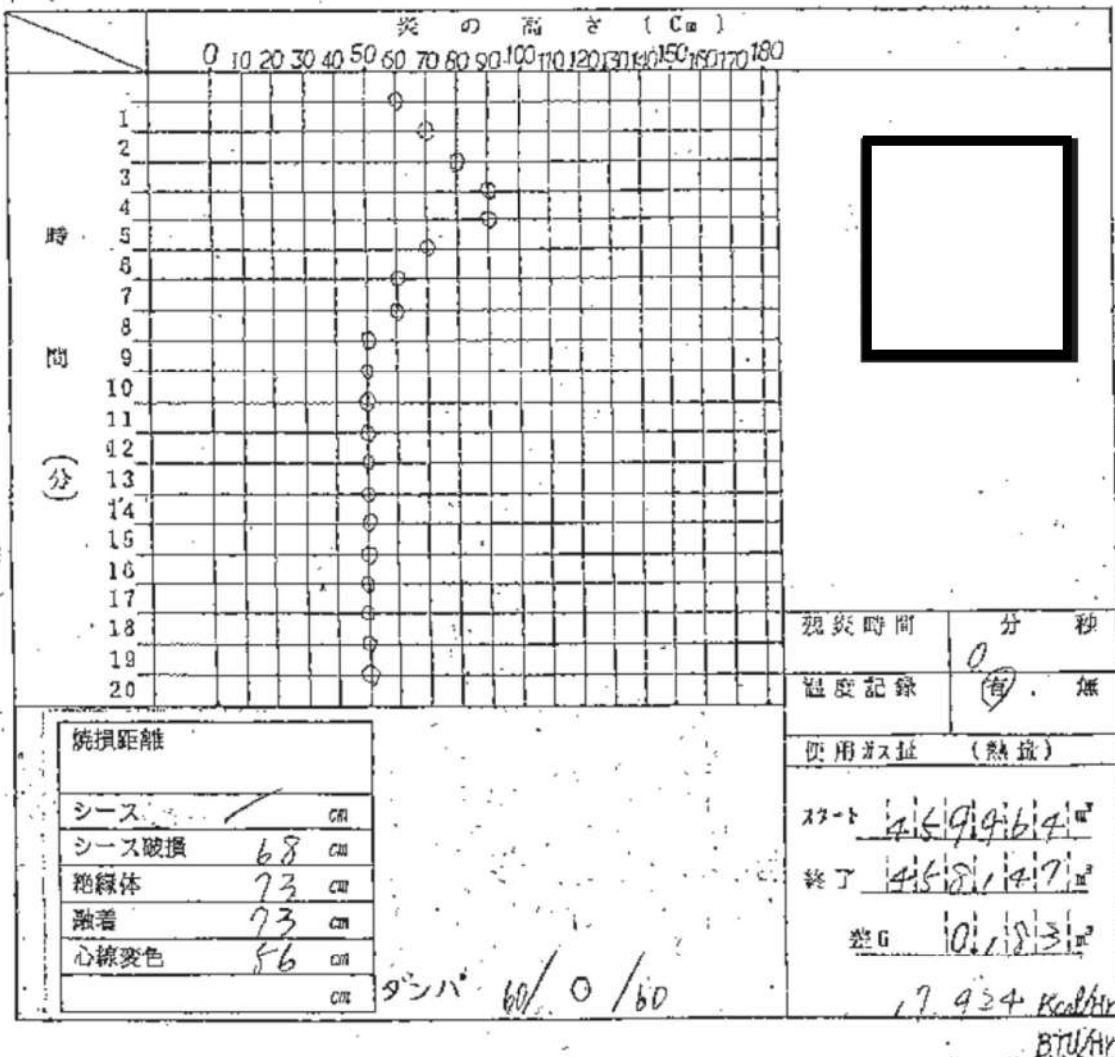 炎の高さ (Cm)
0 10 20 30 40 50 60 70 80 90 100 110 120 130 140 150 160 170 180
時間(分)
1
2
3
4
5
6
7
8
9
10
11
12
13
14
15
16
17
18
19
20
残炎時間 分 秒
0
温度記録 有 . 無
使用ガス量 (熱量)
スタート m³
終了 m³
差G 0.83 m³
Kcal/Hr
BTU/Hr
焼損距離
シース / cm
シース破損 68 cm
絶縁体 73 cm
融着 73 cm
心線変色 56 cm
cm
ダンパ 60/0/60